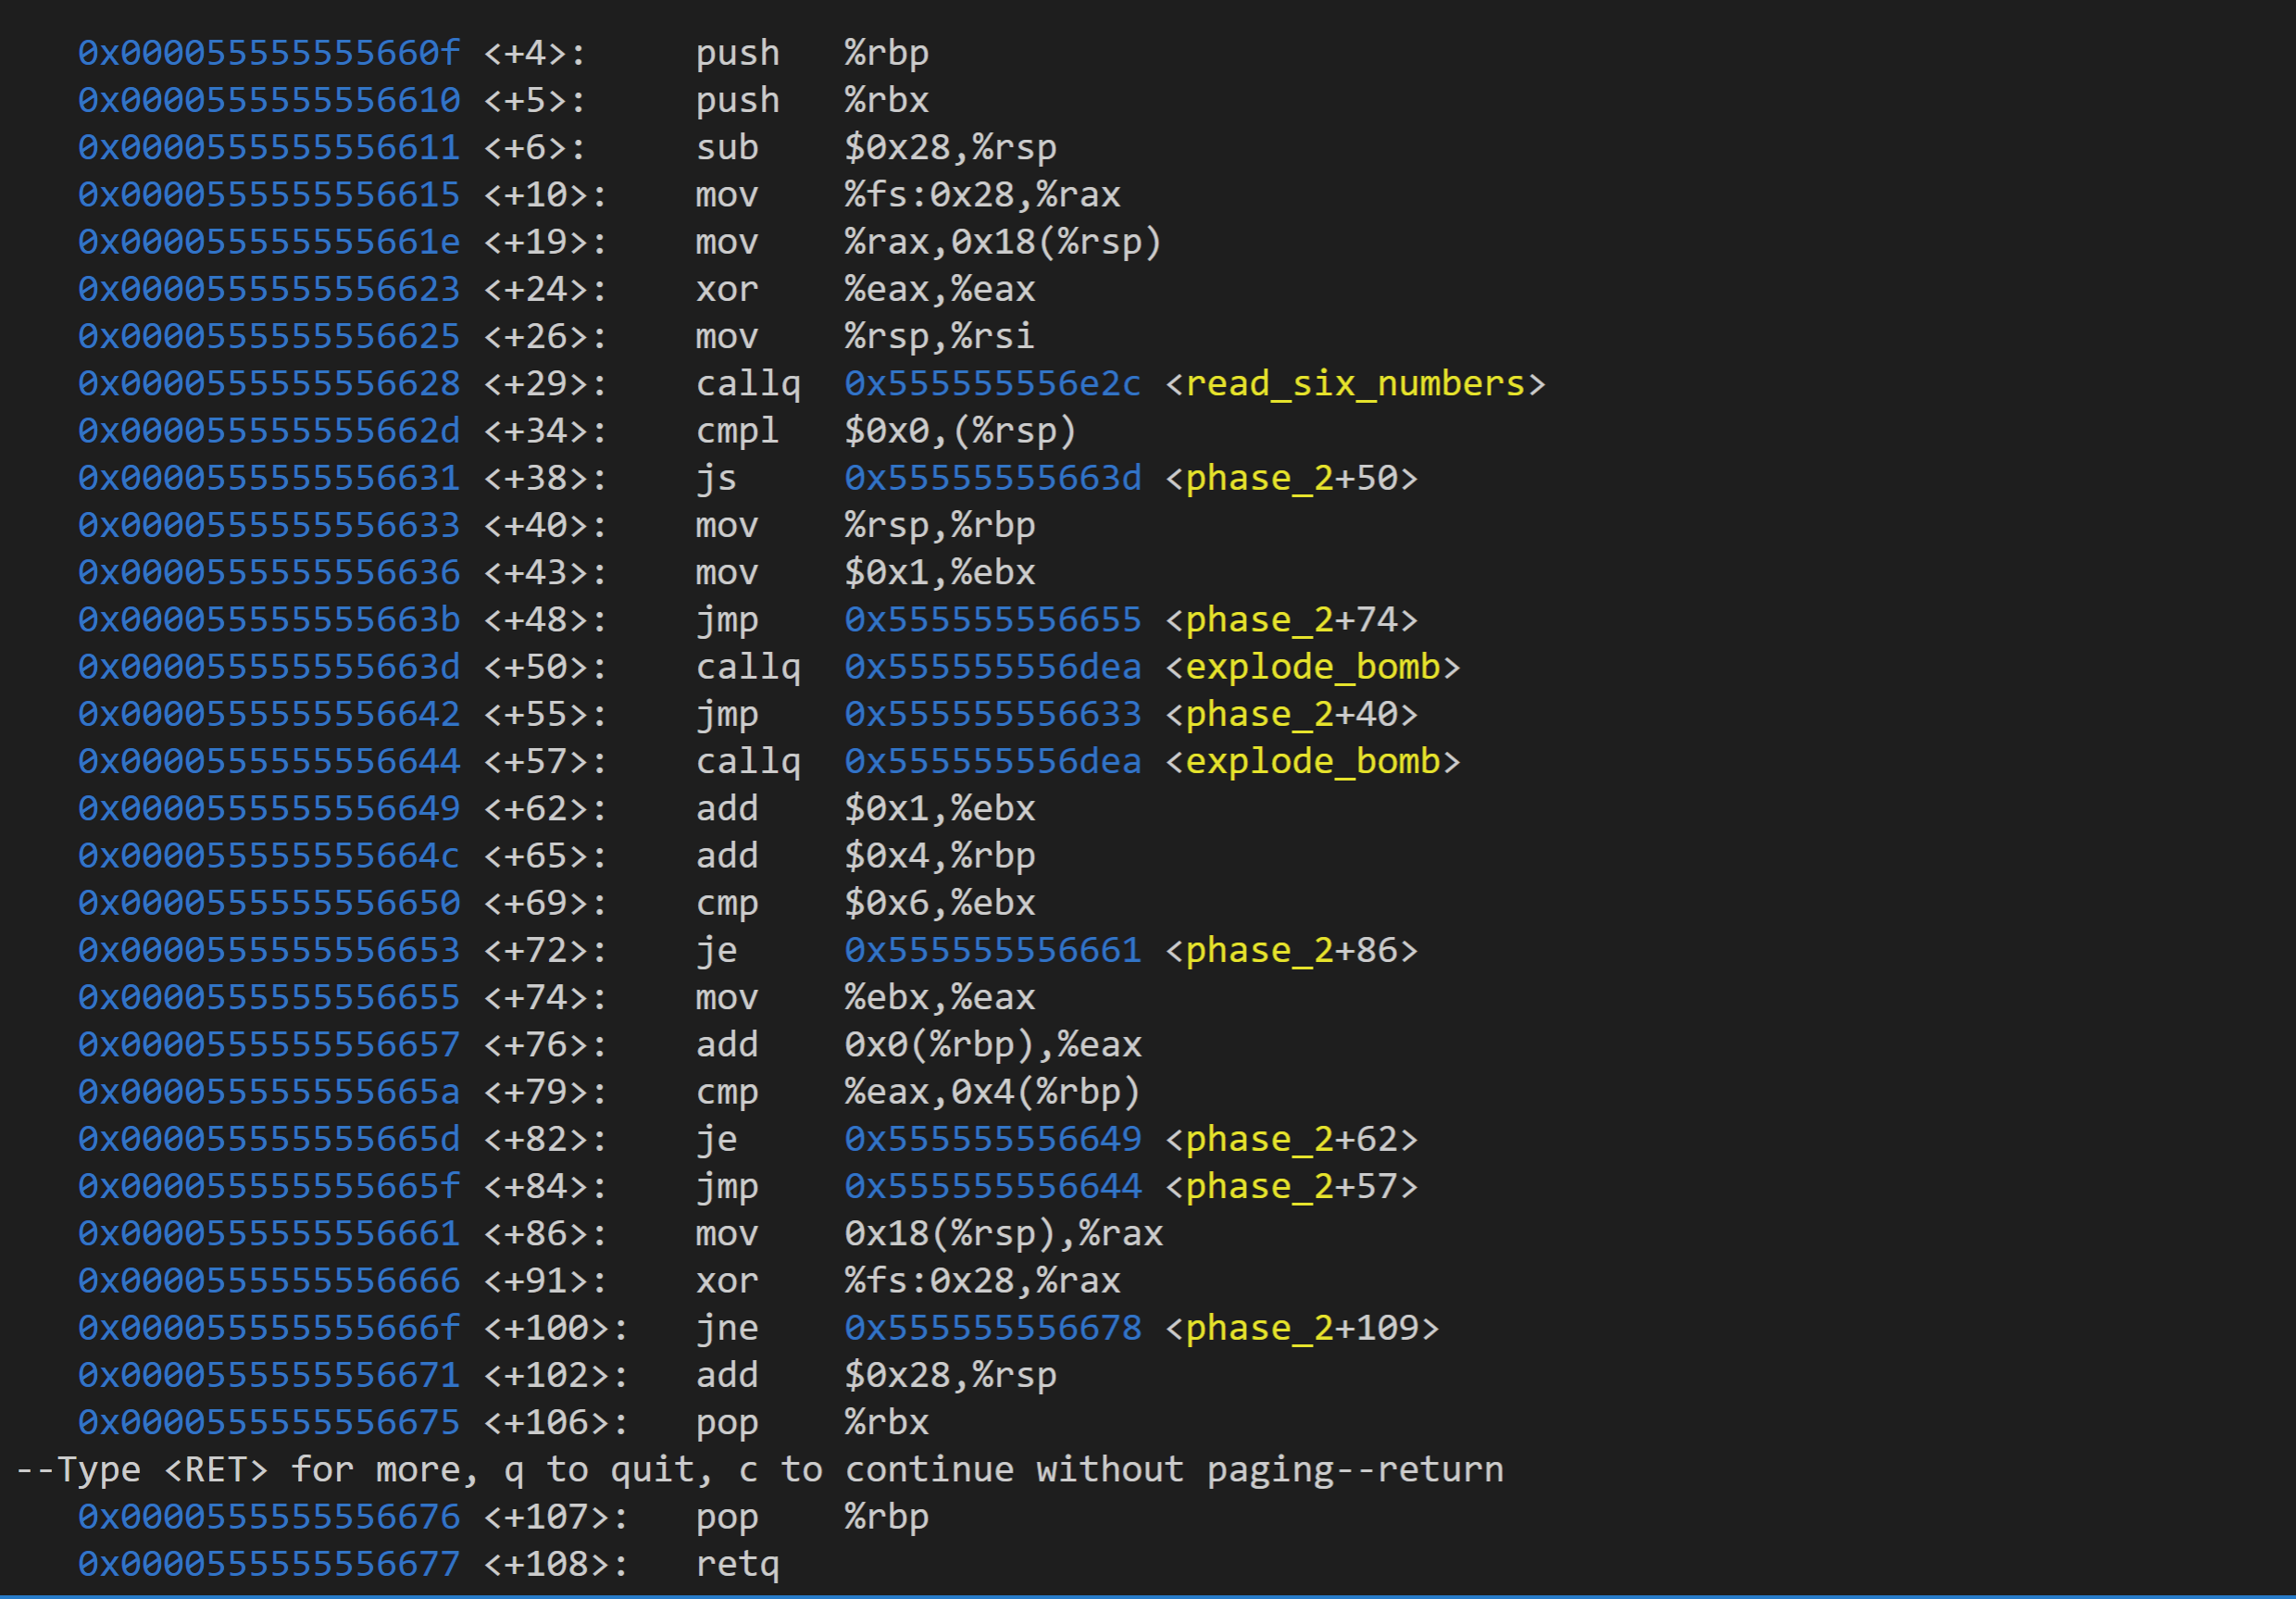 0x000055555555660f <+4>:     push   %rbp
0x0000555555556610 <+5>:     push   %rbx
0x0000555555556611 <+6>:     sub    $0x28,%rsp
0x0000555555556615 <+10>:    mov    %fs:0x28,%rax
0x000055555555661e <+19>:    mov    %rax,0x18(%rsp)
0x0000555555556623 <+24>:    xor    %eax,%eax
0x0000555555556625 <+26>:    mov    %rsp,%rsi
0x0000555555556628 <+29>:    callq  0x555555556e2c <read_six_numbers>
0x000055555555662d <+34>:    cmpl   $0x0,(%rsp)
0x0000555555556631 <+38>:    js     0x55555555663d <phase_2+50>
0x0000555555556633 <+40>:    mov    %rsp,%rbp
0x0000555555556636 <+43>:    mov    $0x1,%ebx
0x000055555555663b <+48>:    jmp    0x555555556655 <phase_2+74>
0x000055555555663d <+50>:    callq  0x555555556dea <explode_bomb>
0x0000555555556642 <+55>:    jmp    0x555555556633 <phase_2+40>
0x0000555555556644 <+57>:    callq  0x555555556dea <explode_bomb>
0x0000555555556649 <+62>:    add    $0x1,%ebx
0x000055555555664c <+65>:    add    $0x4,%rbp
0x0000555555556650 <+69>:    cmp    $0x6,%ebx
0x0000555555556653 <+72>:    je     0x555555556661 <phase_2+86>
0x0000555555556655 <+74>:    mov    %ebx,%eax
0x0000555555556657 <+76>:    add    0x0(%rbp),%eax
0x000055555555665a <+79>:    cmp    %eax,0x4(%rbp)
0x000055555555665d <+82>:    je     0x555555556649 <phase_2+62>
0x000055555555665f <+84>:    jmp    0x555555556644 <phase_2+57>
0x0000555555556661 <+86>:    mov    0x18(%rsp),%rax
0x0000555555556666 <+91>:    xor    %fs:0x28,%rax
0x000055555555666f <+100>:   jne    0x555555556678 <phase_2+109>
0x0000555555556671 <+102>:   add    $0x28,%rsp
0x0000555555556675 <+106>:   pop    %rbx
--Type <RET> for more, q to quit, c to continue without paging--return
0x0000555555556676 <+107>:   pop    %rbp
0x0000555555556677 <+108>:   retq